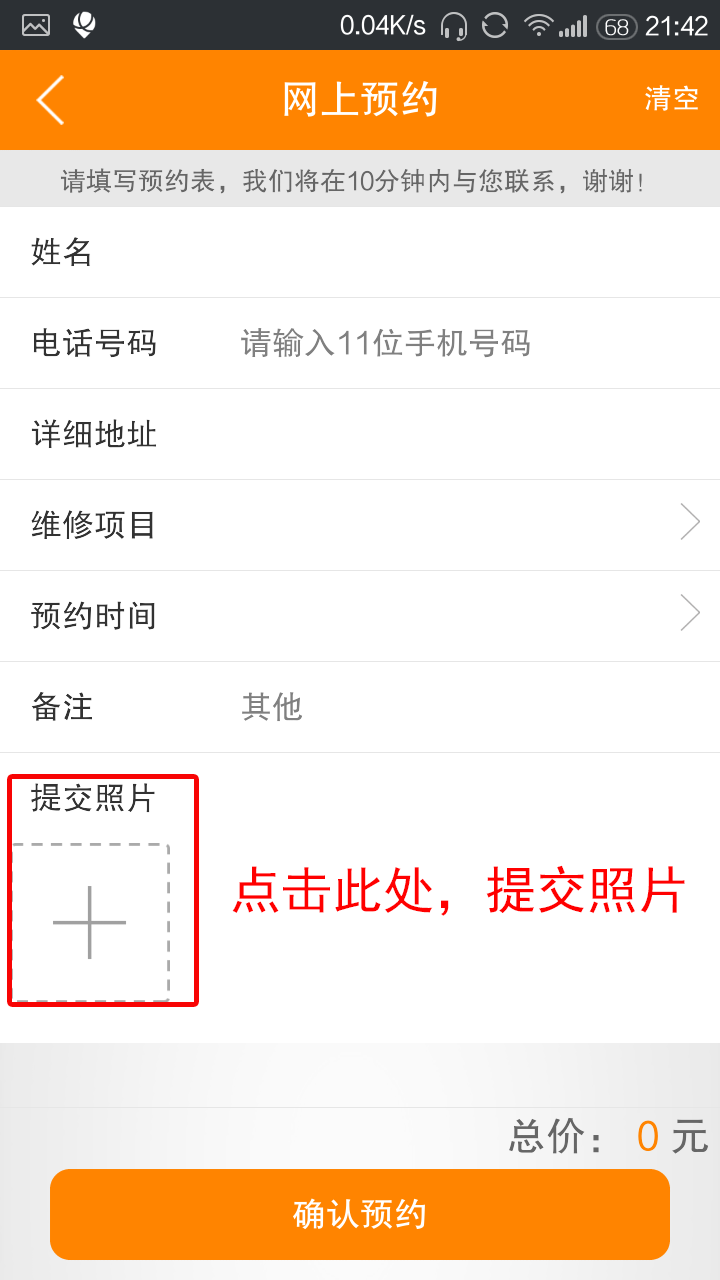 0.04K/s 68 21:42
网上预约 清空
请填写预约表，我们将在10分钟内与您联系，谢谢！
姓名
电话号码 请输入11位手机号码
详细地址
维修项目
预约时间
备注 其他
提交照片
点击此处，提交照片
总价： 0 元
确认预约